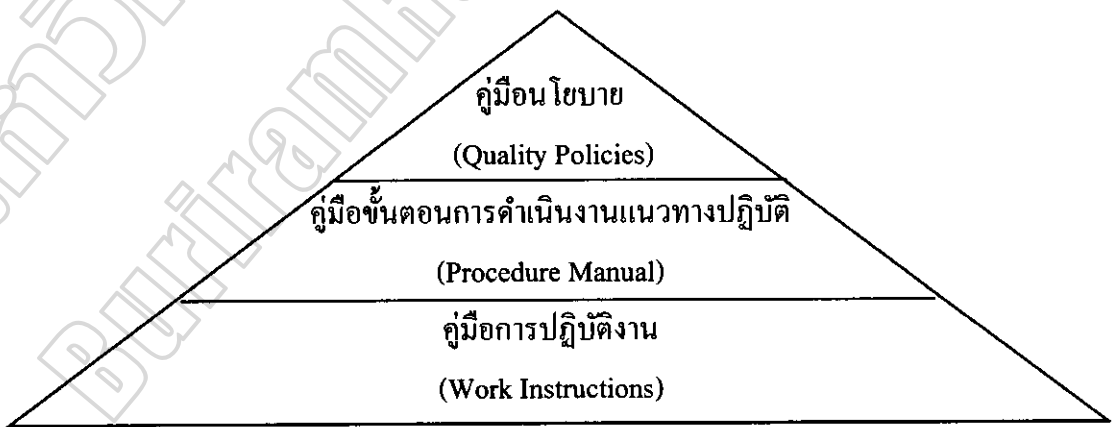 คู่มือนโยบาย
(Quality Policies)
คู่มือขั้นตอนการดำเนินงานแนวทางปฏิบัติ
(Procedure Manual)
คู่มือการปฏิบัติงาน
(Work Instructions)